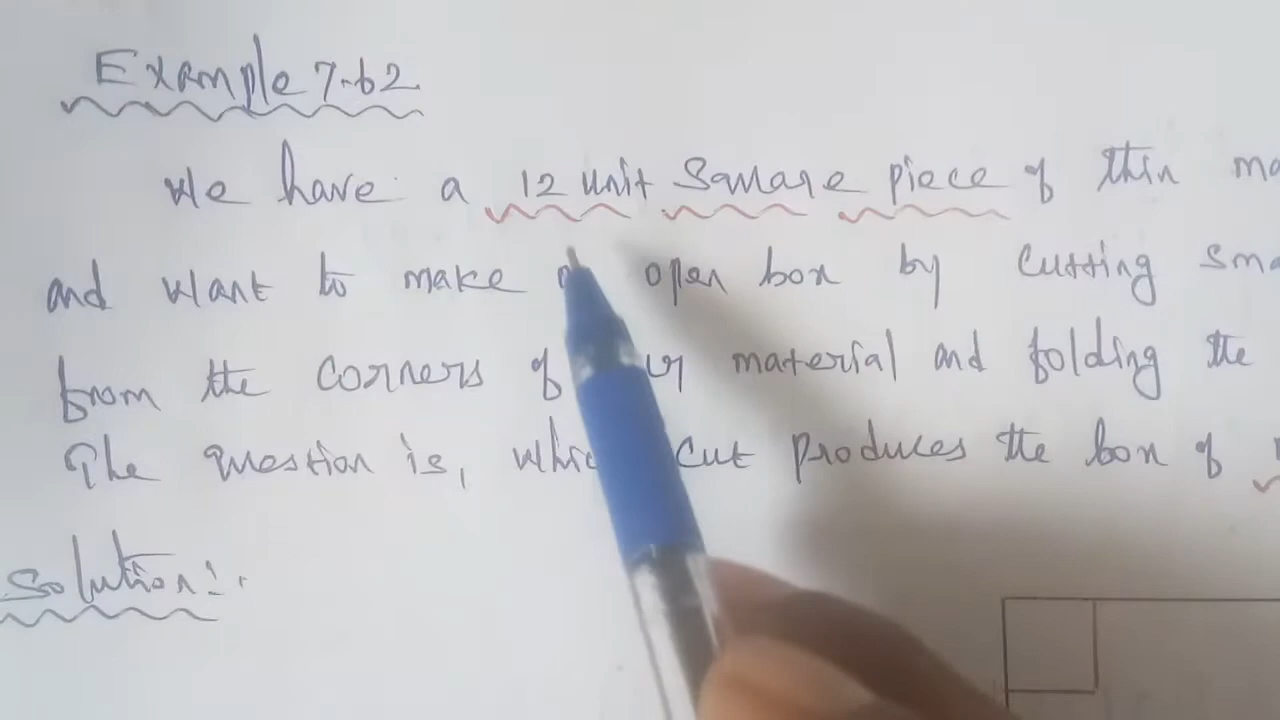 Example 7.62
We have a 12 unit Square piece of thin
and want to make open box by cutting
from the corners of material and folding the
The question is, cut produces the box of
Solution: